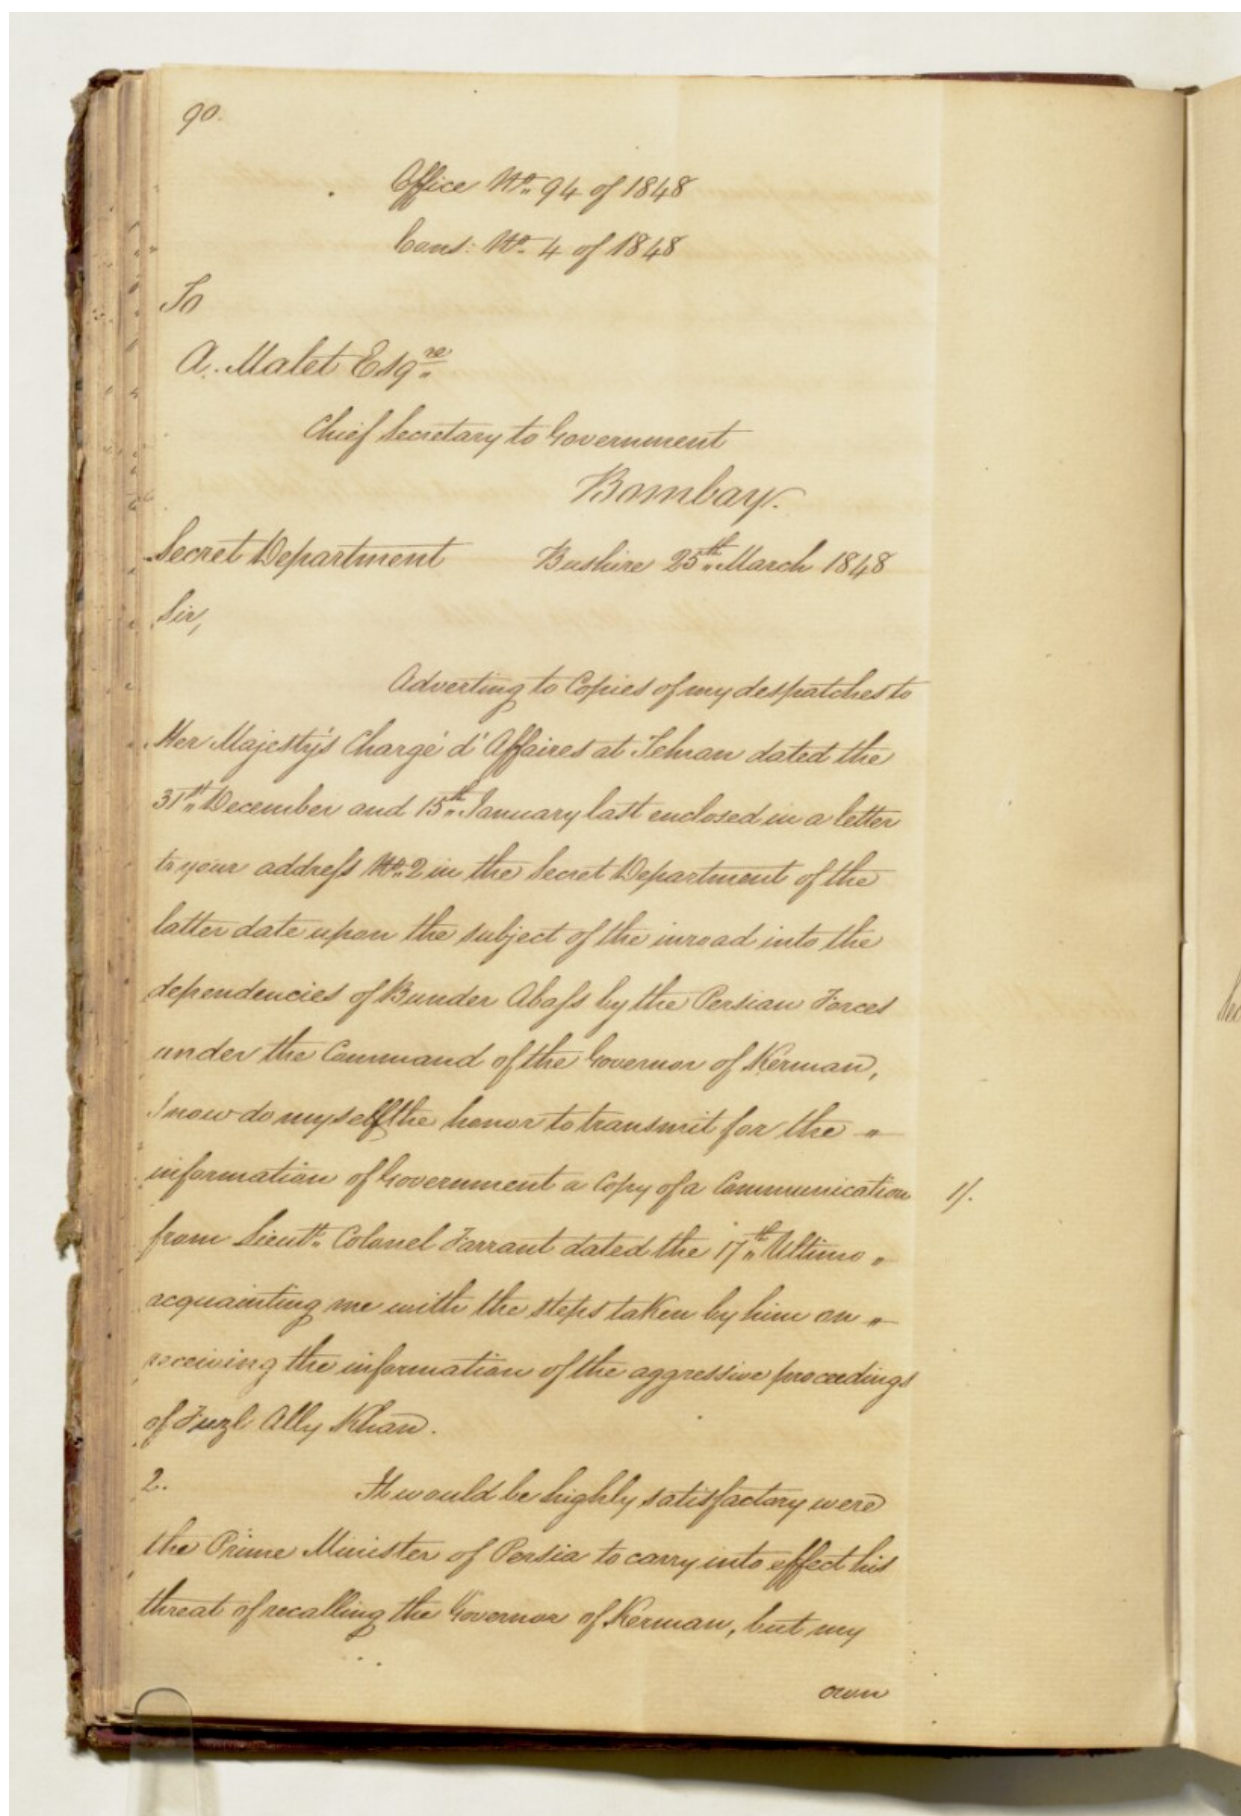 90.
Office No. 94 of 1848
Cons: No. 4 of 1848
To
A. Malet Esqre
Chief Secretary to Government
Bombay.
Secret Department Bushire 25th March 1848
Sir,
Adverting to Copies of my despatches to
Her Majesty's Chargé d'Affaires at Tehran dated the
31st December and 15th January last enclosed in a letter
to your address No. 2 in the Secret Department of the
latter date upon the subject of the inroad into the
dependencies of Bunder Abass by the Persian Forces
under the Command of the Governor of Kerman,
I now do myself the honor to transmit for the
information of Government a Copy of a Communication 1/.
from Lieutt. Colonel Farrant dated the 17th Ultimo
acquainting me with the steps taken by him on
receiving the information of the aggressive proceedings
of Fuzl Ally Khan.
2. It would be highly satisfactory were
the Prime Minister of Persia to carry into effect his
threat of recalling the Governor of Kerman, but my
own